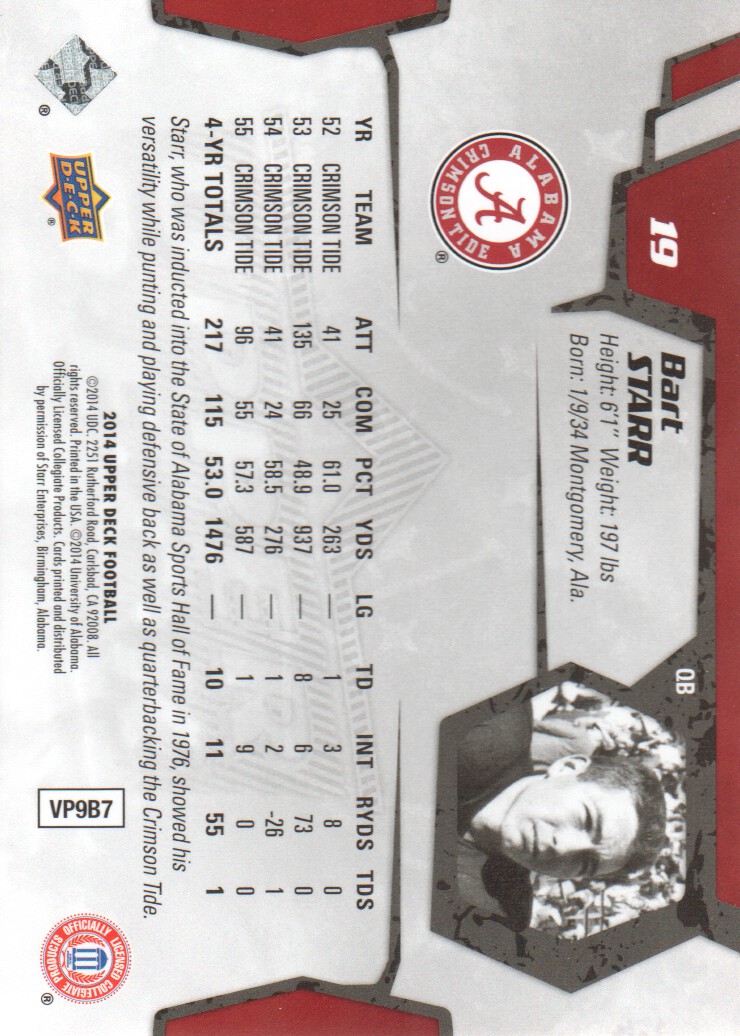 19
Bart
STARR
QB
Height: 6'1" Weight: 197 lbs
Born: 1/9/34 Montgomery, Ala.
ALABAMA
A
CRIMSON TIDE
®
YR TEAM ATT COM PCT YDS LG TD INT RYDS TDS
52 CRIMSON TIDE 41 25 61.0 263 — 1 3 8 0
53 CRIMSON TIDE 135 66 48.9 937 — 8 6 73 0
54 CRIMSON TIDE 41 24 58.5 276 — 1 2 -26 1
55 CRIMSON TIDE 96 55 57.3 587 — 1 9 0 0
4-YR TOTALS 217 115 53.0 1476 — 10 11 55 1
Starr, who was inducted into the State of Alabama Sports Hall of Fame in 1976, showed his
versatility while punting and playing defensive back as well as quarterbacking the Crimson Tide.
®
UPPER
D·E·C·K
®
2014 UPPER DECK FOOTBALL
©2014 UDC. 2251 Rutherford Road, Carlsbad, CA 92008. All
rights reserved. Printed in the USA. ©2014 University of Alabama.
Officially Licensed Collegiate Products. Cards printed and distributed
by permission of Starr Enterprises, Birmingham, Alabama.
VP9B7
OFFICIALLY LICENSED
COLLEGIATE PRODUCTS
®